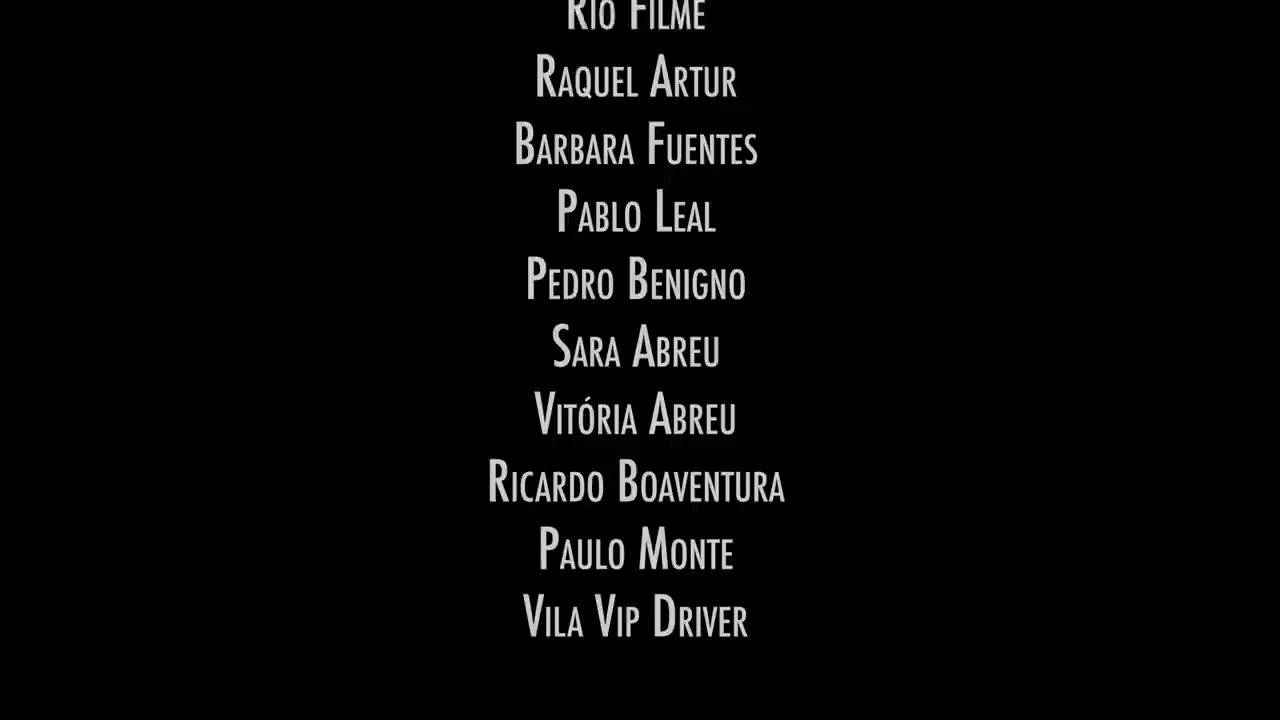 RIO FILME
RAQUEL ARTUR
BARBARA FUENTES
PABLO LEAL
PEDRO BENIGNO
SARA ABREU
VITÓRIA ABREU
RICARDO BOAVENTURA
PAULO MONTE
VILA VIP DRIVER